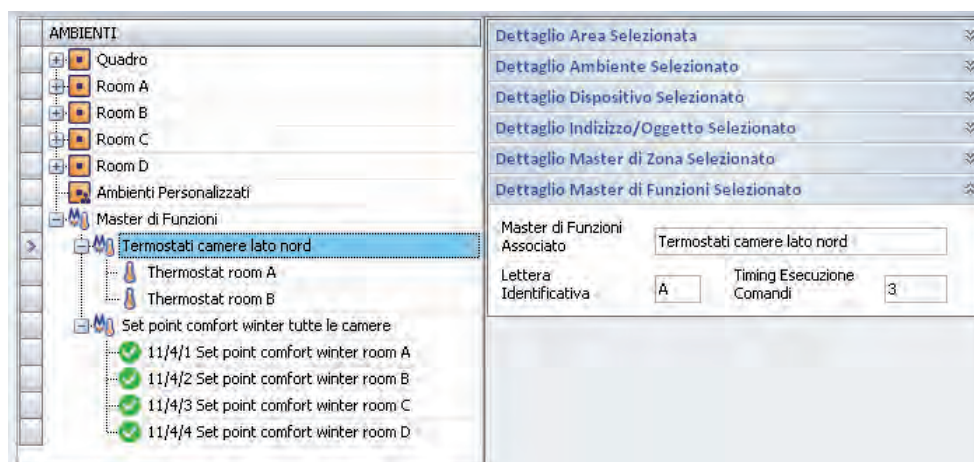 AMBIENTI
Quadro
Room A
Room B
Room C
Room D
Ambienti Personalizzati
Master di Funzioni
Termostati camere lato nord
Thermostat room A
Thermostat room B
Set point comfort winter tutte le camere
11/4/1 Set point comfort winter room A
11/4/2 Set point comfort winter room B
11/4/3 Set point comfort winter room C
11/4/4 Set point comfort winter room D
Dettaglio Area Selezionata
Dettaglio Ambiente Selezionato
Dettaglio Dispositivo Selezionato
Dettaglio Indizizzo/Oggetto Selezionato
Dettaglio Master di Zona Selezionato
Dettaglio Master di Funzioni Selezionato
Master di Funzioni
Associato
Termostati camere lato nord
Lettera
Identificativa
A
Timing Esecuzione
Comandi
3